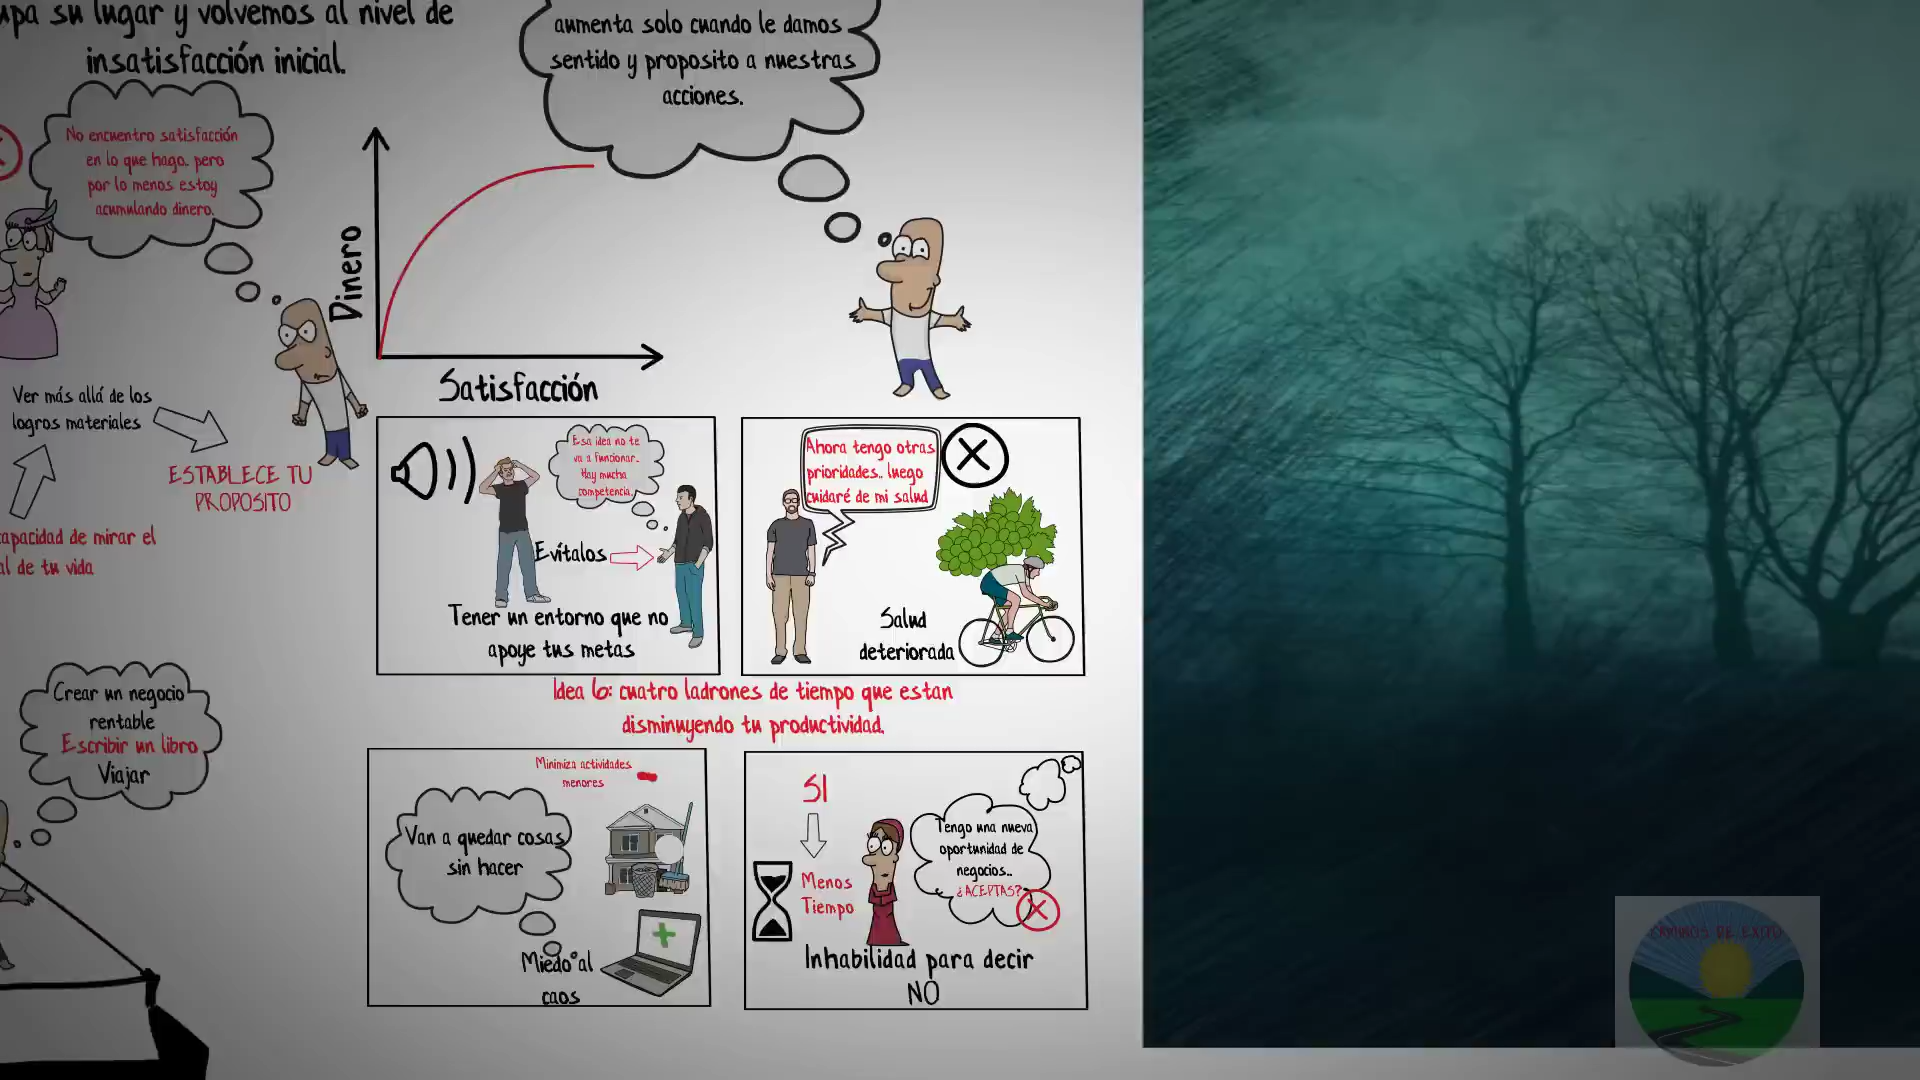 upa su lugar y volvemos al nivel de
insatisfacción inicial.
aumenta solo cuando le damos
sentido y proposito a nuestras
acciones.
No encuentro satisfacción
en lo que hago. pero
por lo menos estoy
acumulando dinero.
Dinero
Satisfacción
Ver más allá de los
logros materiales
ESTABLECE TU
PROPOSITO
capacidad de mirar el
al de tu vida
Esa idea no te
va a funcionar..
Hay mucha
competencia.
Evítalos
Tener un entorno que no
apoye tus metas
Ahora tengo otras
prioridades.. luego
cuidaré de mi salud
Salud
deteriorada
Idea 6: cuatro ladrones de tiempo que estan
disminuyendo tu productividad.
Crear un negocio
rentable
Escribir un libro
Viajar
Minimiza actividades
menores
Van a quedar cosas
sin hacer
Miedo al
caos
SI
Menos
Tiempo
Tengo una nueva
oportunidad de
negocios..
¿ACEPTAS?
Inhabilidad para decir
NO
CAMINOS DE EXITO